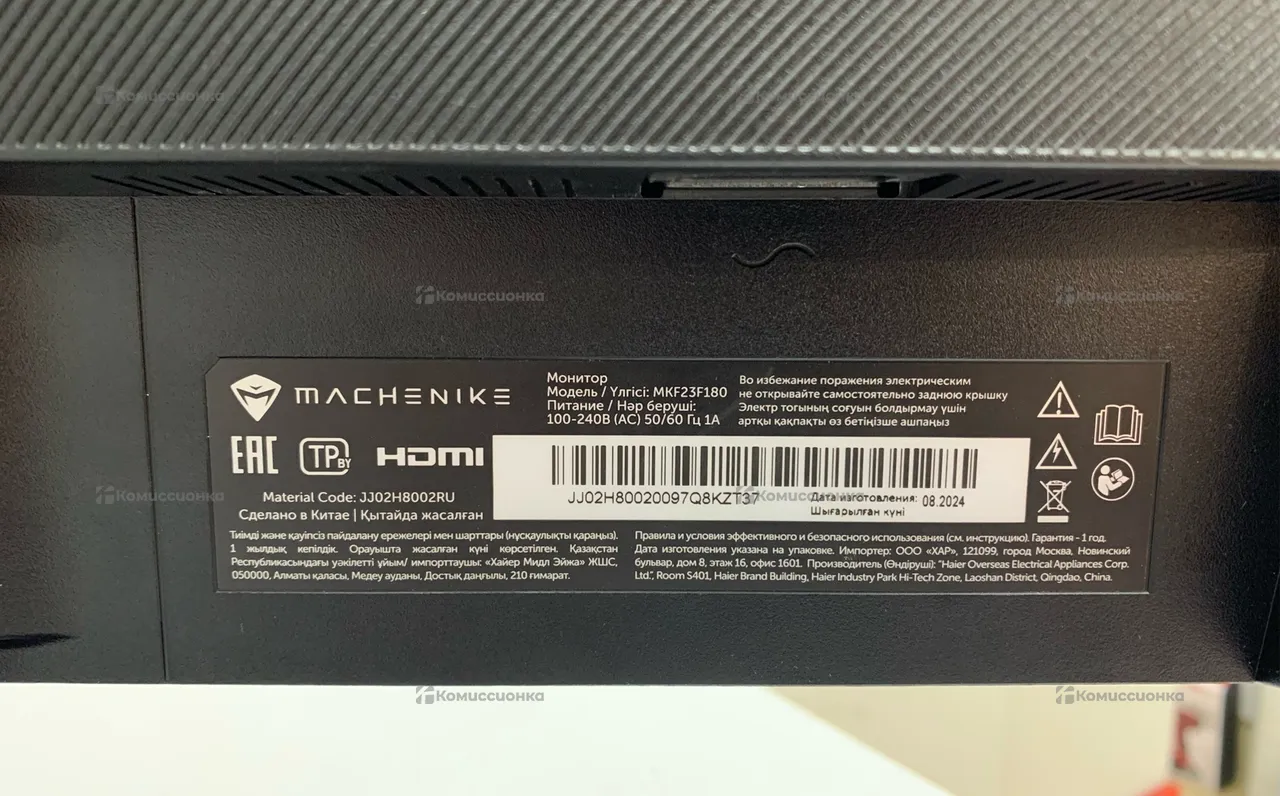 Комиссионка
Комиссионка
Комиссионка
Комиссионка
MACHENIKE
Монитор
Модель / Үлгісі: MKF23F180
Питание / Нәр беруші:
100-240В (AC) 50/60 Гц 1А
Во избежание поражения электрическим
не открывайте самостоятельно заднюю крышку
Электр тогының соғуын болдырмау үшін
артқы қақпақты өз бетіңізше ашпаңыз
EAC TP BY HDMI
Material Code: JJ02H8002RU
Сделано в Китае | Қытайда жасалған
JJ02H80020097Q8KZT37
Дата изготовления: 08.2024
Шығарылған күні
Комиссионка
Комиссионка
Тиімді және қауіпсіз пайдалану ережелері мен шарттары (нұсқаулықты қараңыз).
1 жылдық кепілдік. Орауышта жасалған күні көрсетілген. Қазақстан
Республикасындағы уәкілетті ұйым/ импорттаушы: «Хайер Мидл Эйжа» ЖШС,
050000, Алматы қаласы, Медеу ауданы, Достық даңғылы, 210 ғимарат.
Правила и условия эффективного и безопасного использования (см. инструкцию). Гарантия - 1 год.
Дата изготовления указана на упаковке. Импортер: ООО «ХАР», 121099, город Москва, Новинский
бульвар, дом 8, этаж 16, офис 1601. Производитель (Өндіруші): "Haier Overseas Electrical Appliances Corp.
Ltd.", Room S401, Haier Brand Building, Haier Industry Park Hi-Tech Zone, Laoshan District, Qingdao, China.
Комиссионка
Комиссионка